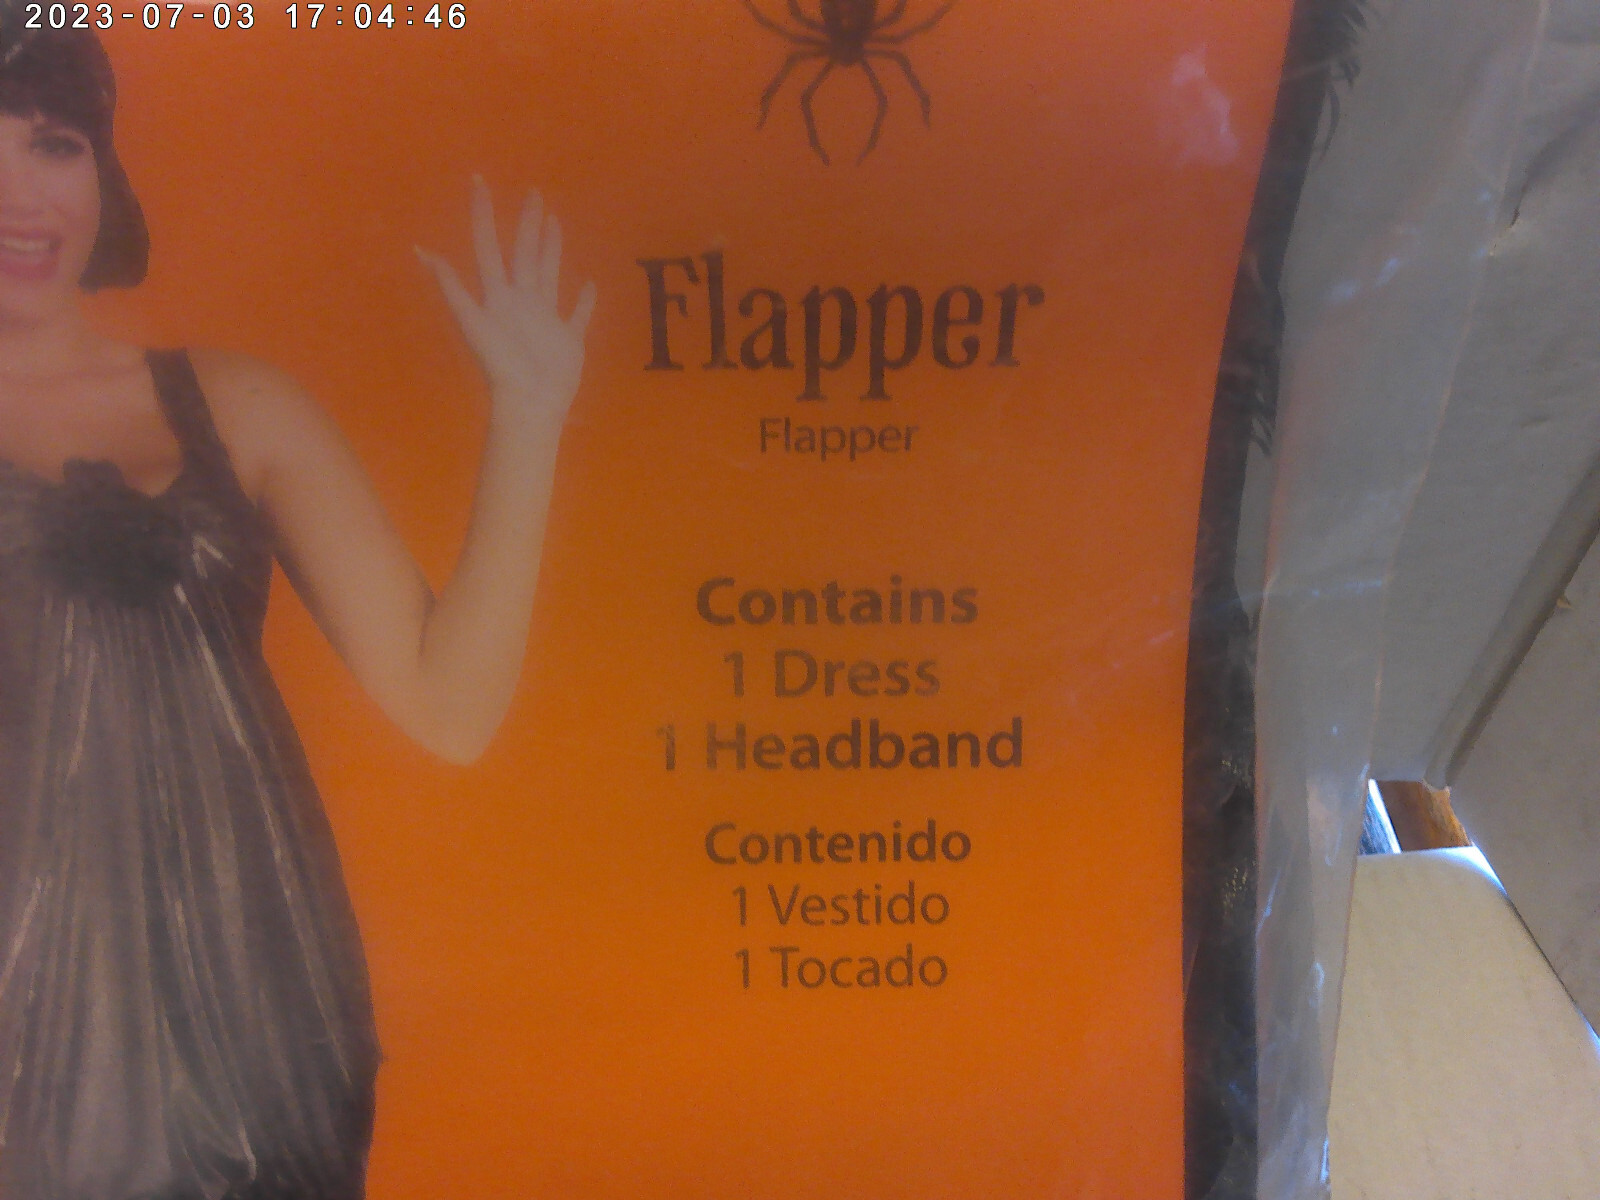 2023-07-03 17:04:46
Flapper
Flapper
Contains
1 Dress
1 Headband
Contenido
1 Vestido
1 Tocado